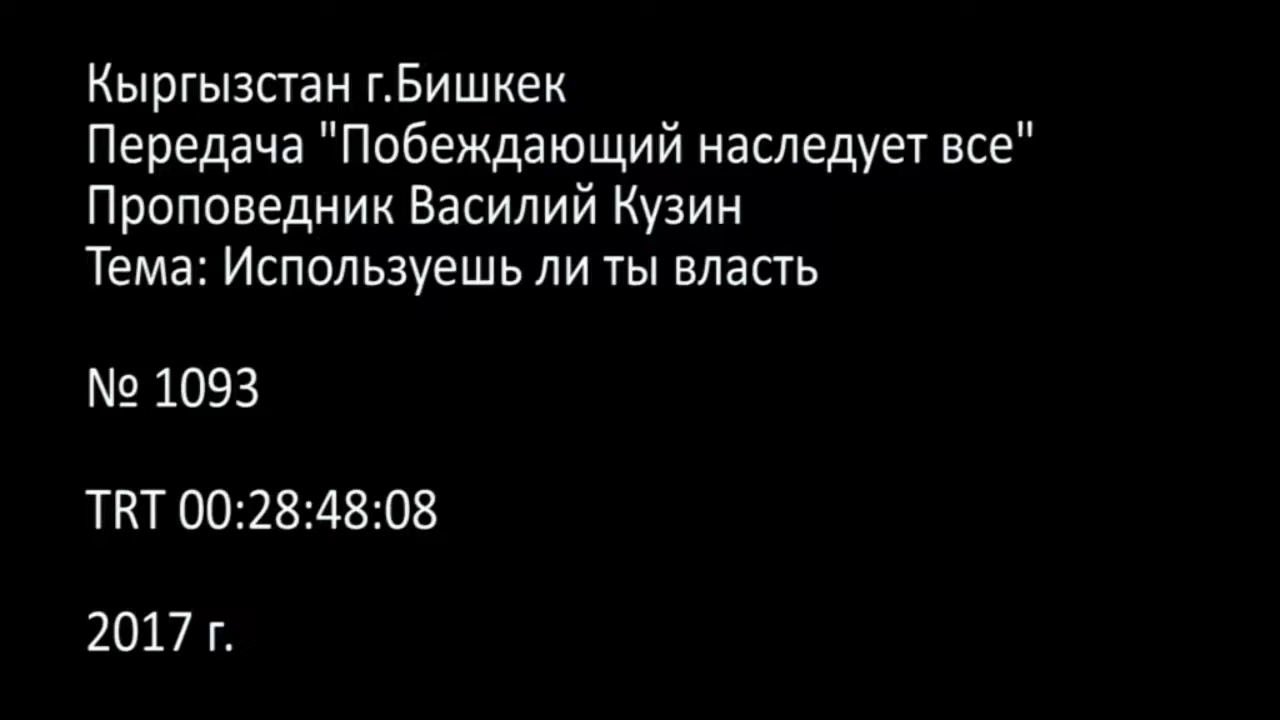 Кыргызстан г.Бишкек
Передача "Побеждающий наследует все"
Проповедник Василий Кузин
Тема: Используешь ли ты власть
№ 1093
TRT 00:28:48:08
2017 г.